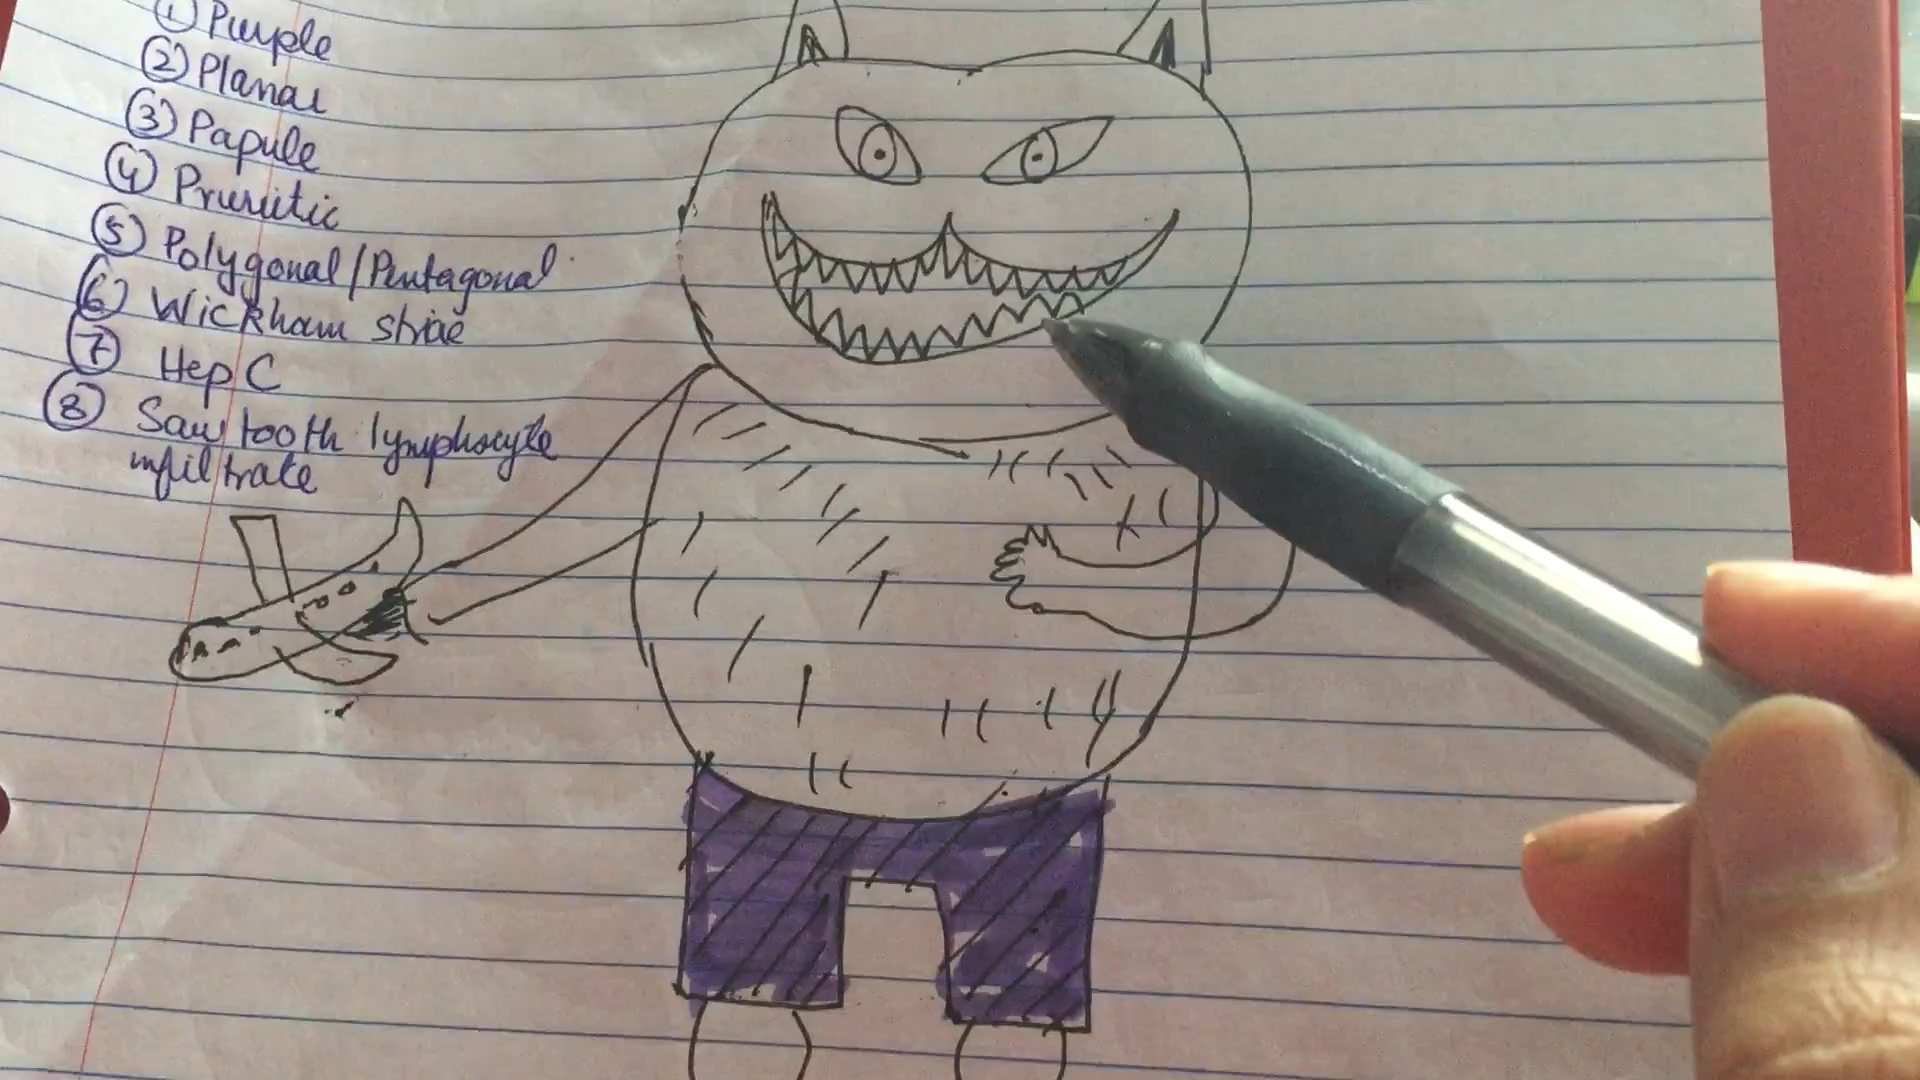 ① Purple
② Planar
③ Papule
④ Pruritic
⑤ Polygonal/Pentagonal
⑥ Wickham striae
⑦ Hep C
⑧ Saw tooth lymphocyte
infiltrate